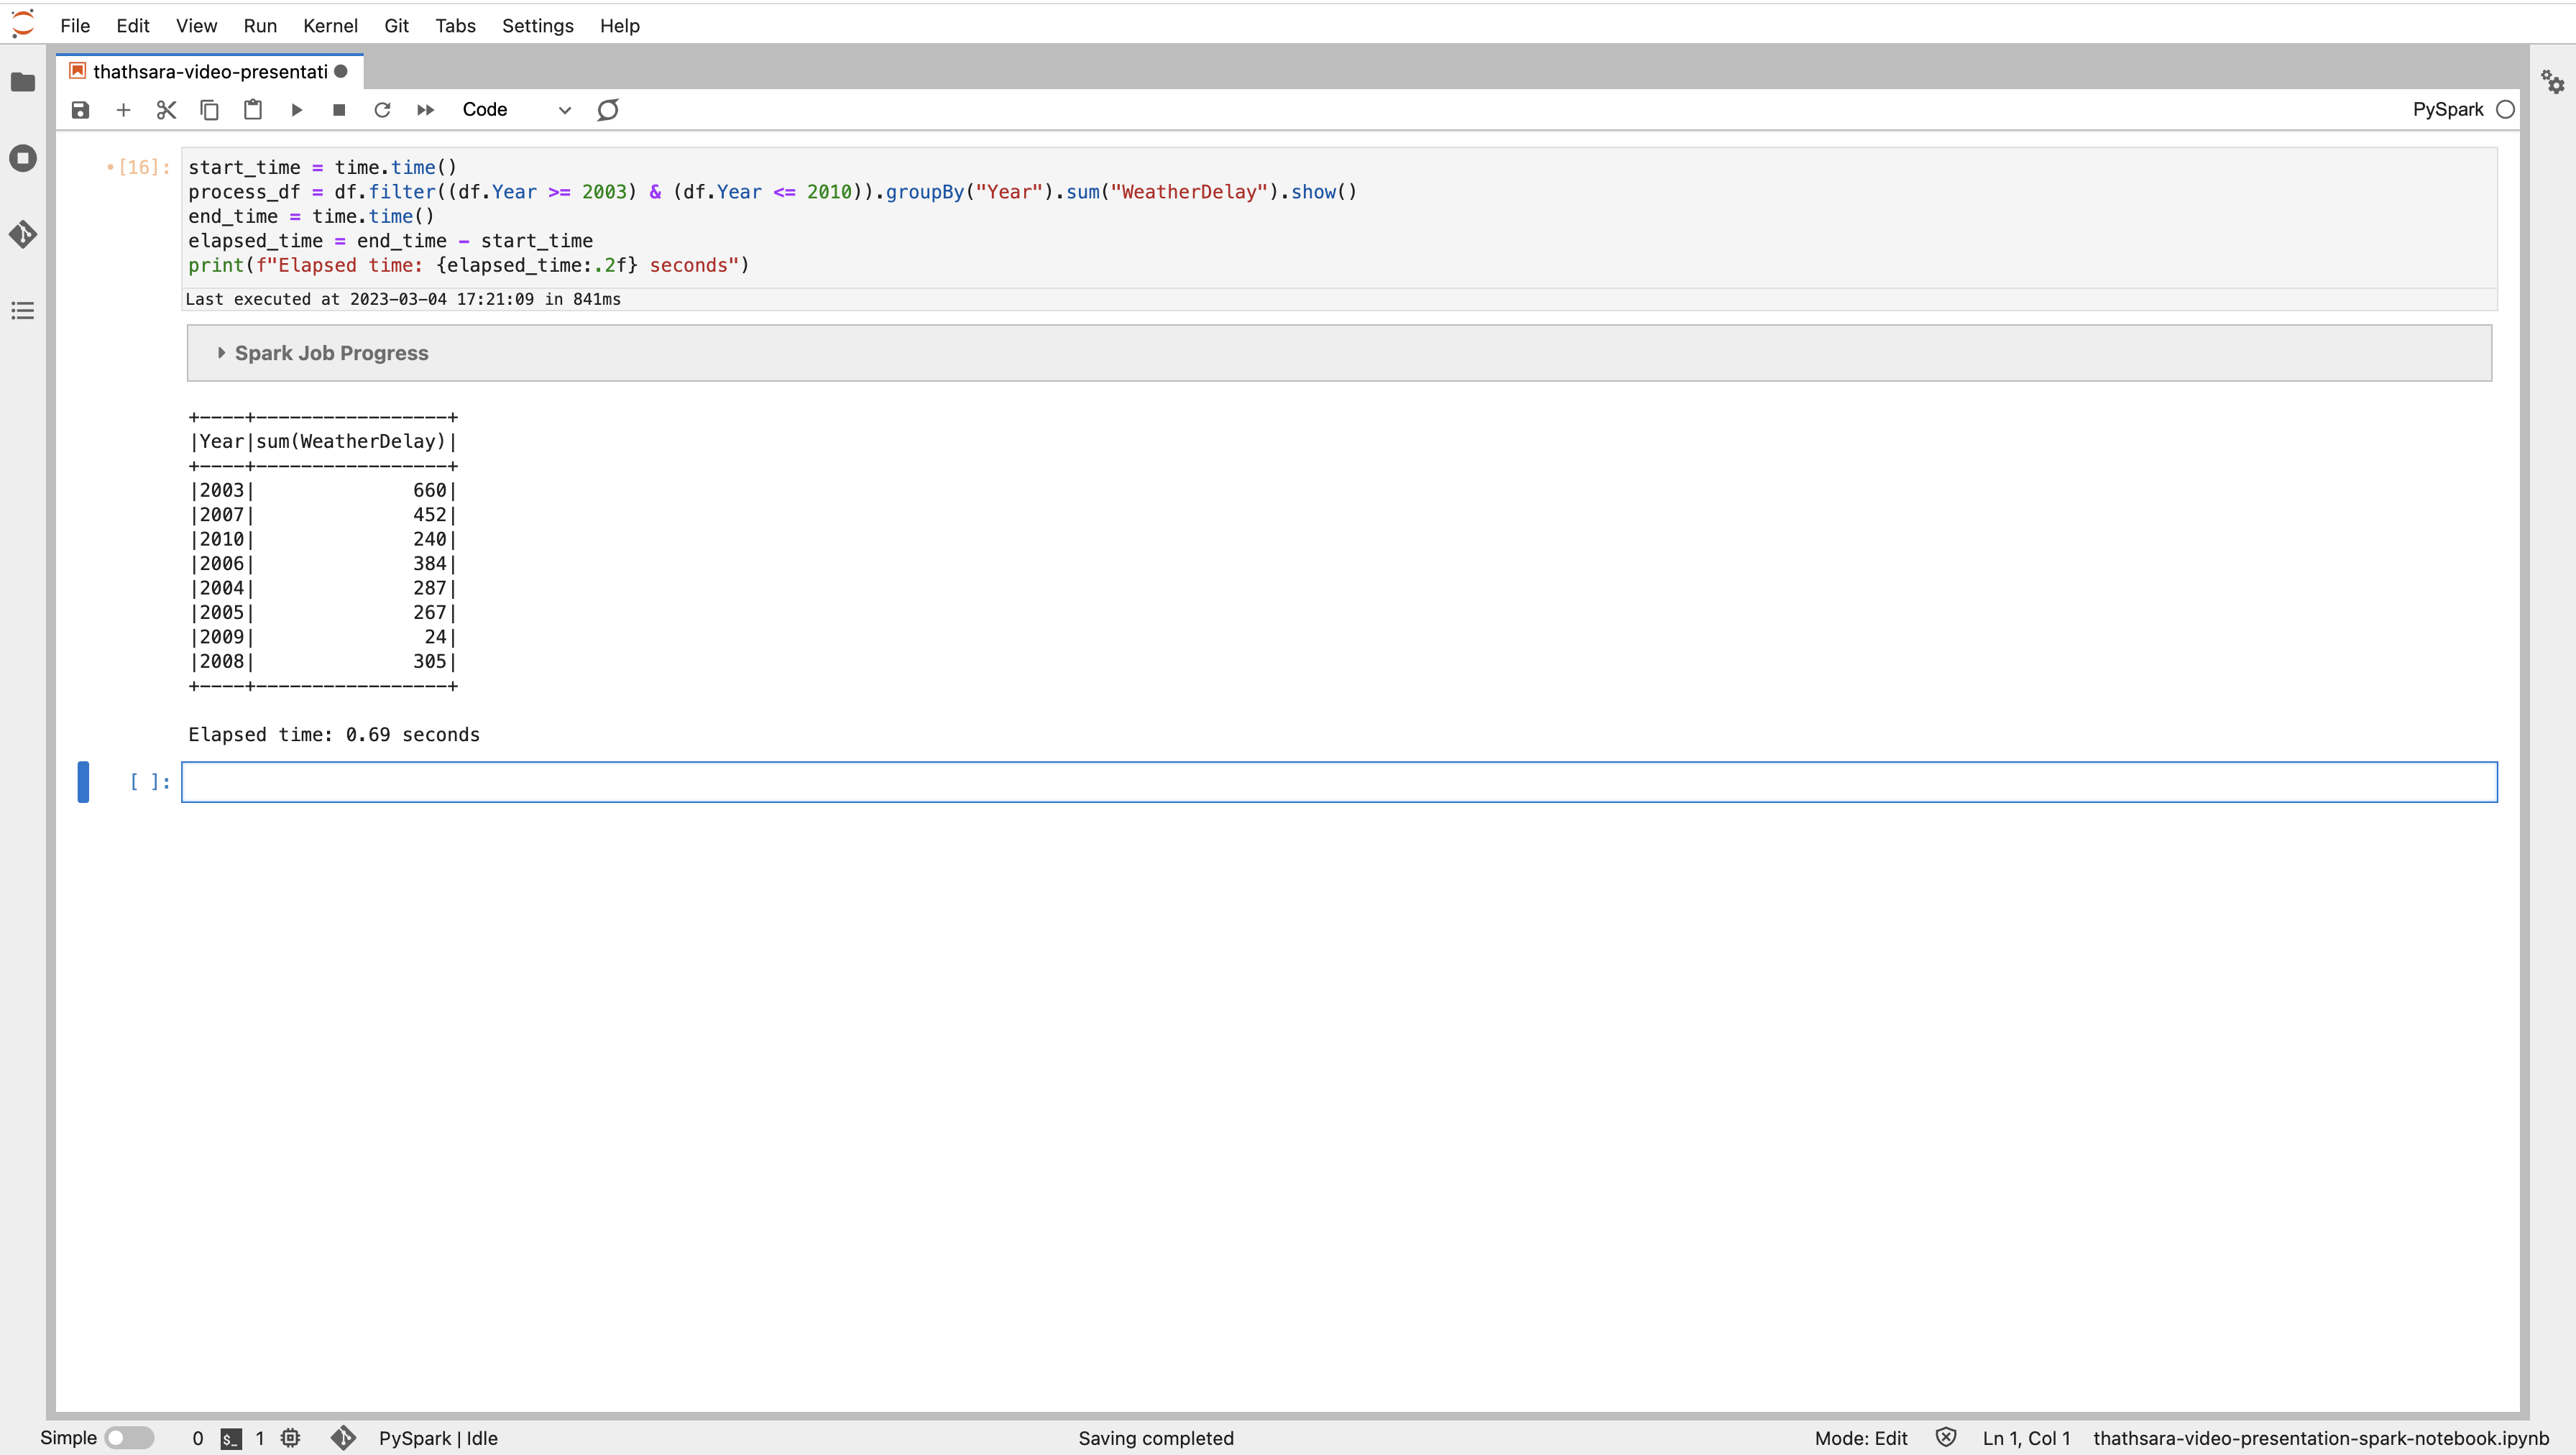 File Edit View Run Kernel Git Tabs Settings Help
thathsara-video-presentati
Code
PySpark
[16]:
start_time = time.time()
process_df = df.filter((df.Year >= 2003) & (df.Year <= 2010)).groupBy("Year").sum("WeatherDelay").show()
end_time = time.time()
elapsed_time = end_time - start_time
print(f"Elapsed time: {elapsed_time:.2f} seconds")
Last executed at 2023-03-04 17:21:09 in 841ms
Spark Job Progress
+----+-----------------+
|Year|sum(WeatherDelay)|
+----+-----------------+
|2003|              660|
|2007|              452|
|2010|              240|
|2006|              384|
|2004|              287|
|2005|              267|
|2009|               24|
|2008|              305|
+----+-----------------+
Elapsed time: 0.69 seconds
[ ]:
Simple 0 $_ 1 PySpark | Idle Saving completed Mode: Edit Ln 1, Col 1 thathsara-video-presentation-spark-notebook.ipynb